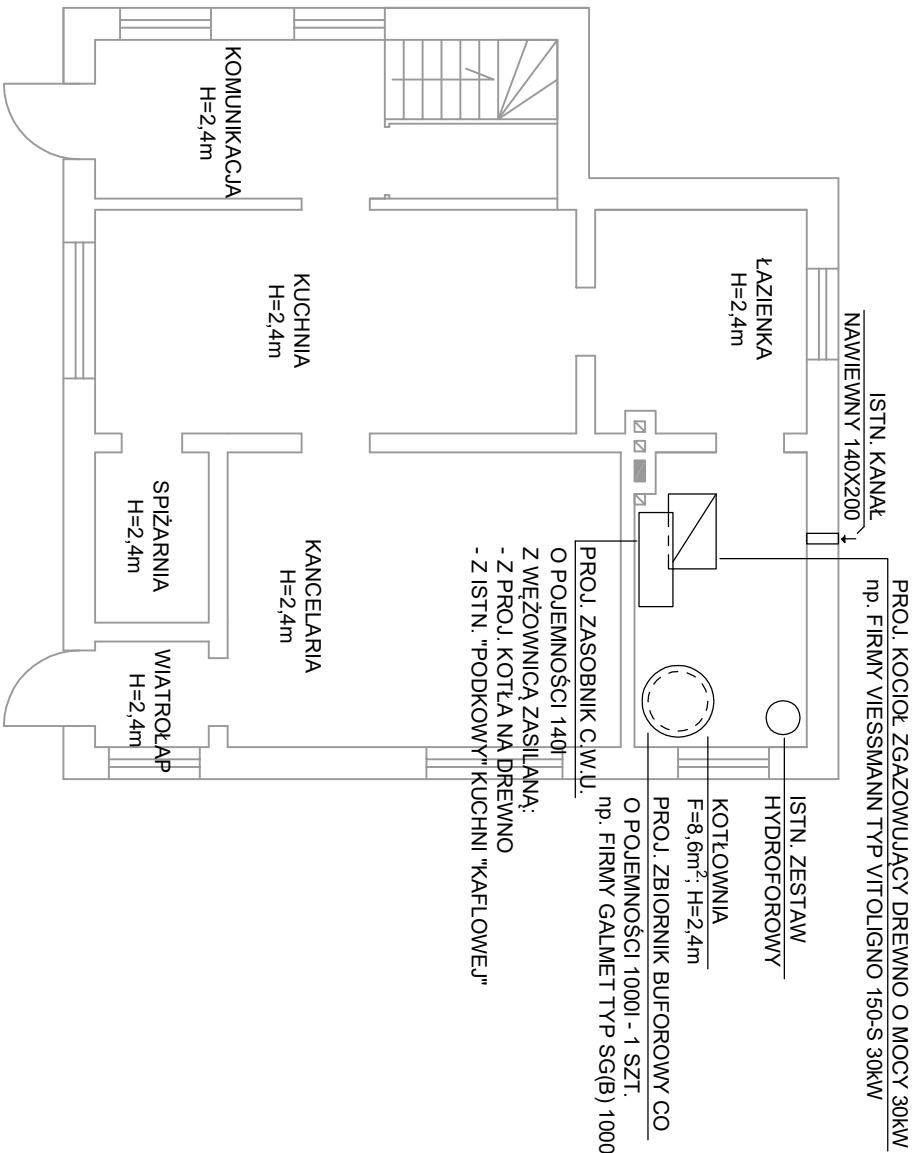 PROJ. KOCIOŁ ZGAZOWUJĄCY DREWNO O MOCY 30kW
np. FIRMY VIESSMANN TYP VITOLIGNO 150-S 30kW
ISTN. KANAŁ
NAWIEWNY 140X200
ISTN. ZESTAW
HYDROFOROWY
KOTŁOWNIA
F=8,6m²; H=2,4m
PROJ. ZBIORNIK BUFOROWY CO
O POJEMNOŚCI 1000l - 1 SZT.
np. FIRMY GALMET TYP SG(B) 1000
PROJ. ZASOBNIK C.W.U.
O POJEMNOŚCI 140l
Z WĘŻOWNICĄ ZASILANĄ:
- Z PROJ. KOTŁA NA DREWNO
- Z ISTN. "PODKOWY" KUCHNI "KAFLOWEJ"
ŁAZIENKA
H=2,4m
KUCHNIA
H=2,4m
KANCELARIA
H=2,4m
KOMUNIKACJA
H=2,4m
SPIŻARNIA
H=2,4m
WIATROŁAP
H=2,4m